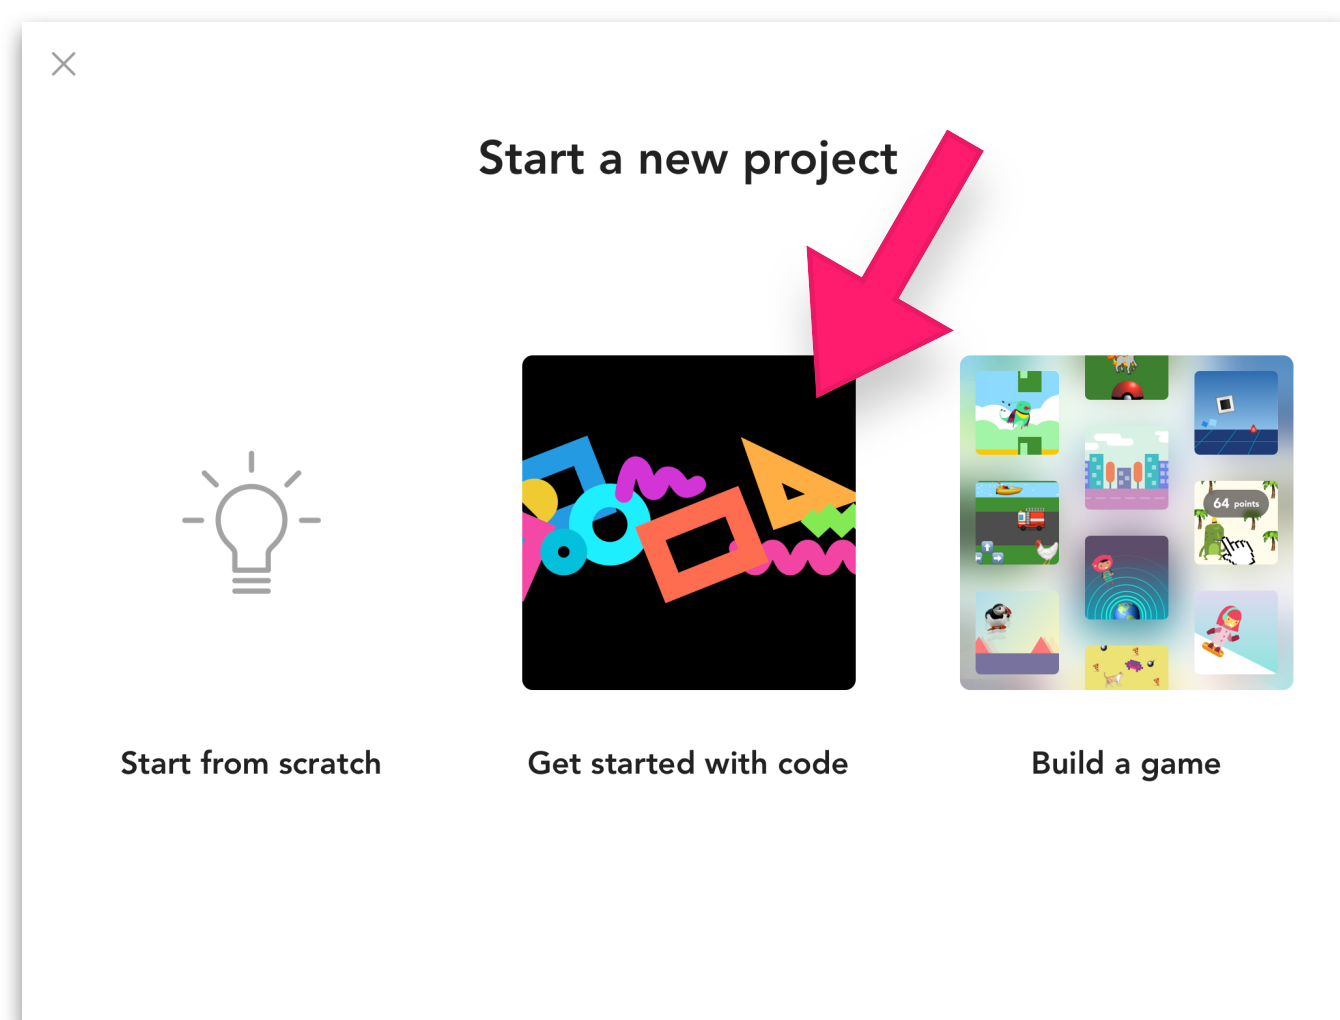 Start a new project
64 points
Start from scratch
Get started with code
Build a game